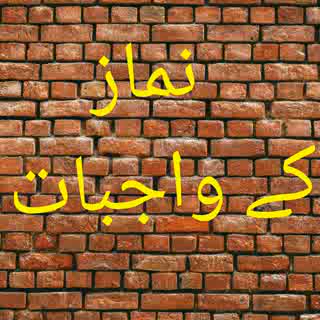 نماز
کے واجبات